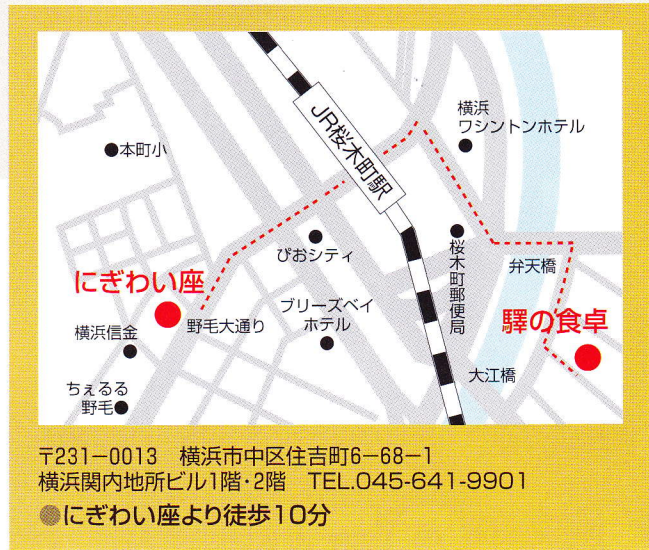 横浜
ワシントンホテル
本町小
JR桜木町駅
ぴおシティ
桜木町郵便局
弁天橋
にぎわい座
ブリーズベイ
ホテル
野毛大通り
驛の食卓
横浜信金
大江橋
ちぇるる
野毛
〒231-0013 横浜市中区住吉町6-68-1
横浜関内地所ビル1階・2階 TEL.045-641-9901
●にぎわい座より徒歩10分